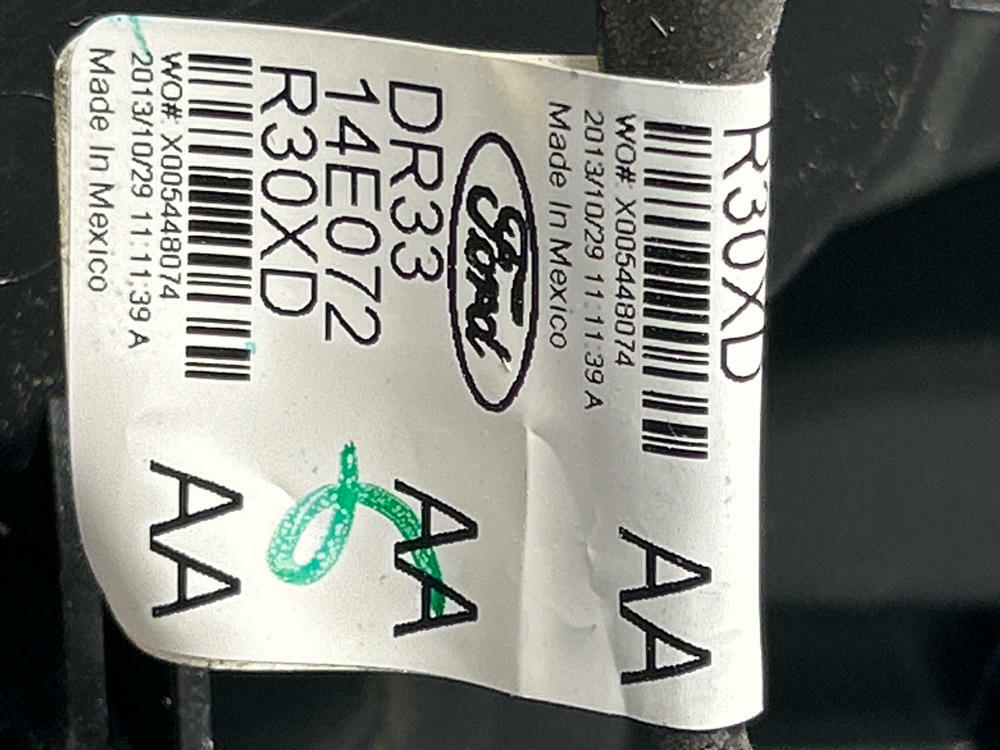 R30XD
WO# X005448074
2013/10/29 11:11:39 A
Made In Mexico
AA
Ford
DR33
14E072
R30XD
AA
WO# X005448074
2013/10/29 11:11:39 A
Made In Mexico
AA